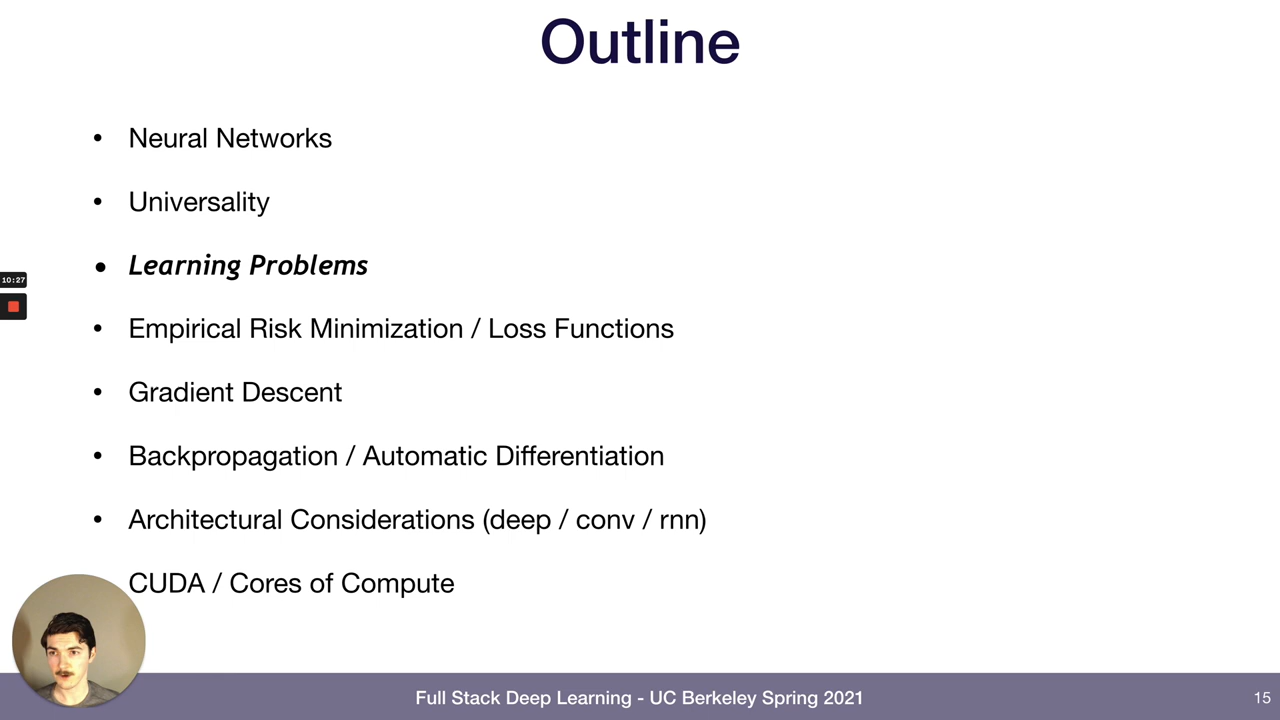 Outline
• Neural Networks
• Universality
• Learning Problems
• Empirical Risk Minimization / Loss Functions
• Gradient Descent
• Backpropagation / Automatic Differentiation
• Architectural Considerations (deep / conv / rnn)
CUDA / Cores of Compute
10:27
Full Stack Deep Learning - UC Berkeley Spring 2021
15